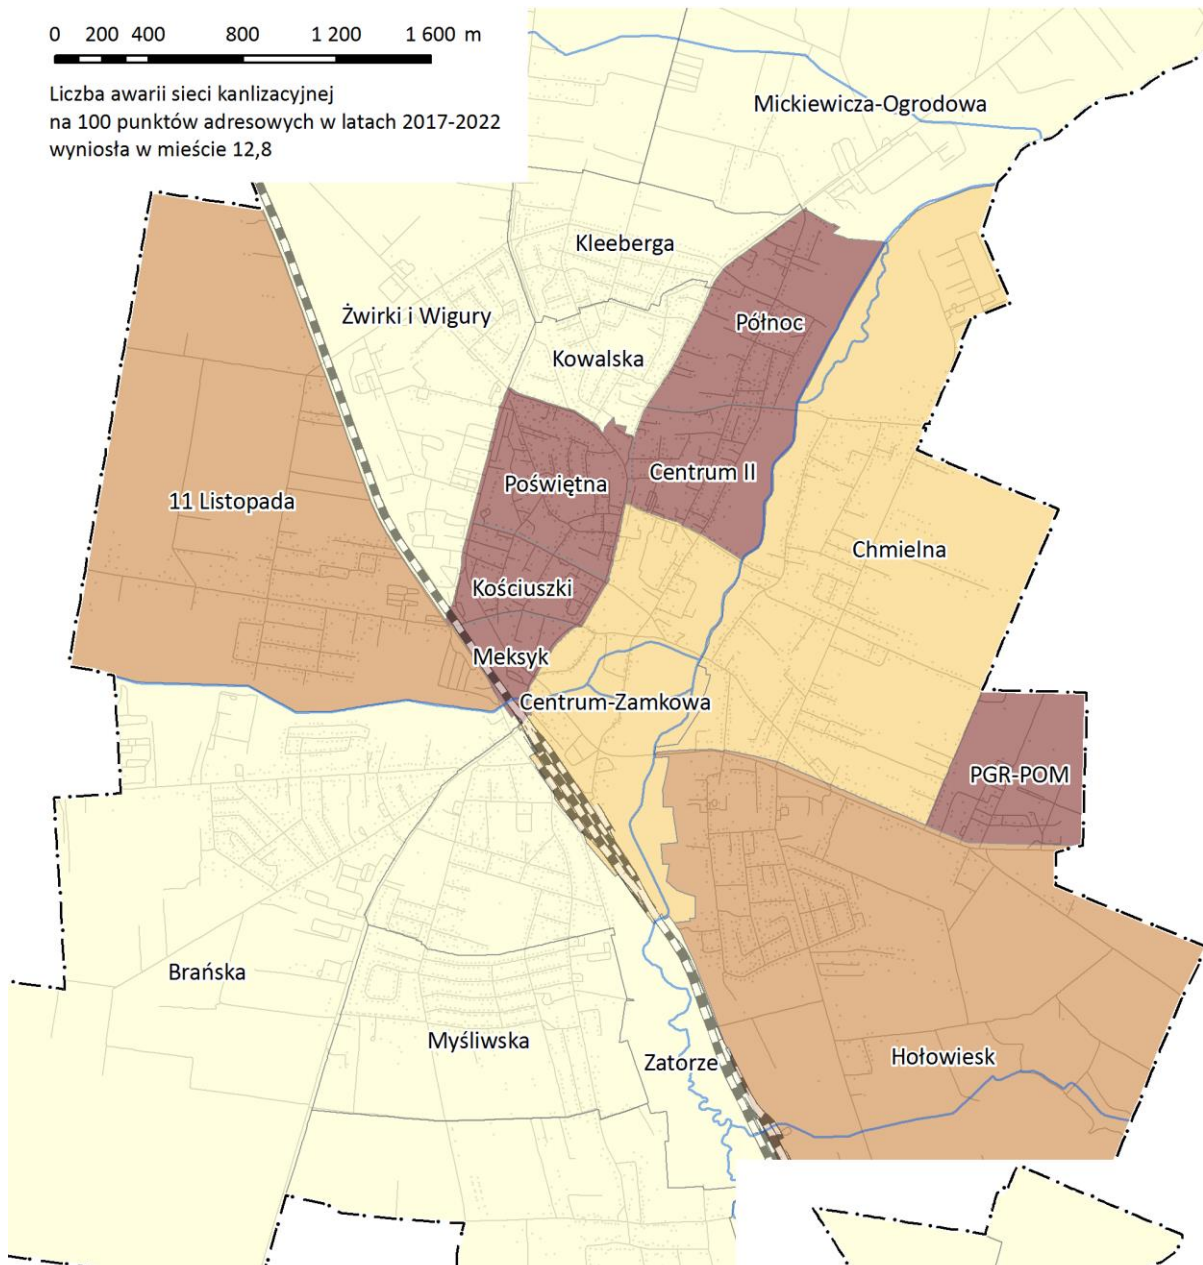 0 200 400 800 1 200 1 600 m
Liczba awarii sieci kanlizacyjnej
na 100 punktów adresowych w latach 2017-2022
wyniosła w mieście 12,8
Mickiewicza-Ogrodowa
Kleeberga
Żwirki i Wigury
Północ
Kowalska
Poświętna
Centrum II
11 Listopada
Chmielna
Kościuszki
Meksyk
Centrum-Zamkowa
PGR-POM
Brańska
Myśliwska
Zatorze
Hołowiesk